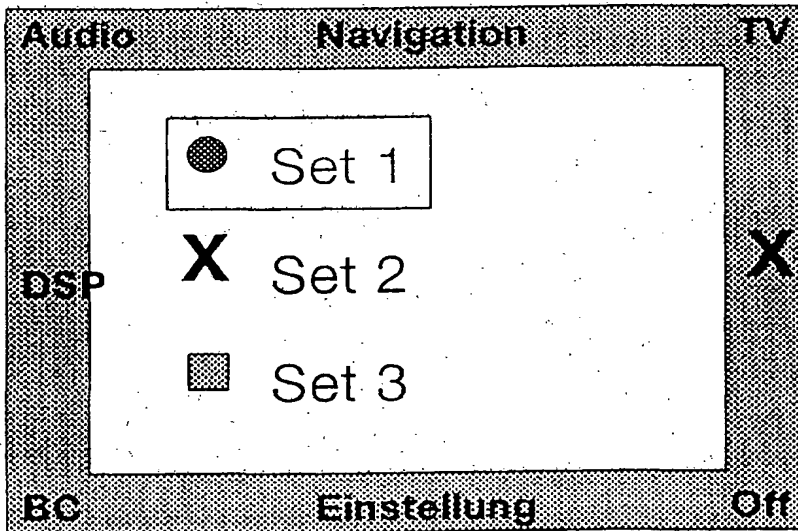 Audio Navigation TV
Set 1
X Set 2 X
DSP
Set 3
BC Einstellung Off